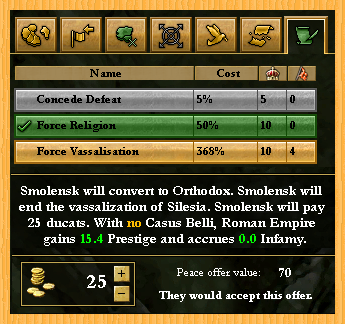 Name Cost
Concede Defeat 5% 5 0
Force Religion 50% 10 0
Force Vassalisation 368% 10 4
Smolensk will convert to Orthodox. Smolensk will
end the vassalization of Silesia. Smolensk will pay
25 ducats. With no Casus Belli, Roman Empire
gains 15.4 Prestige and accrues 0.0 Infamy.
25 + Peace offer value: 70
− They would accept this offer.